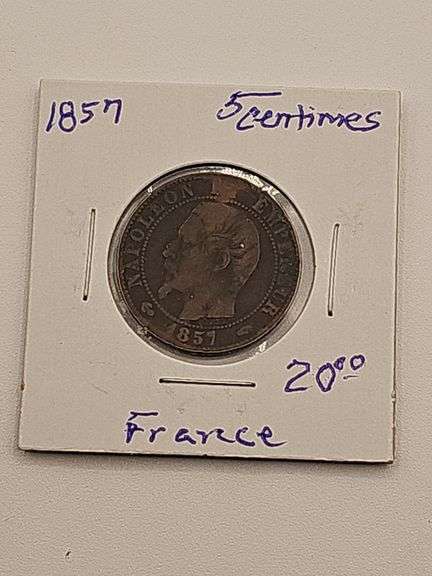 1857 5 centimes
NAPOLEON III EMPEREUR
1857
20.00
France